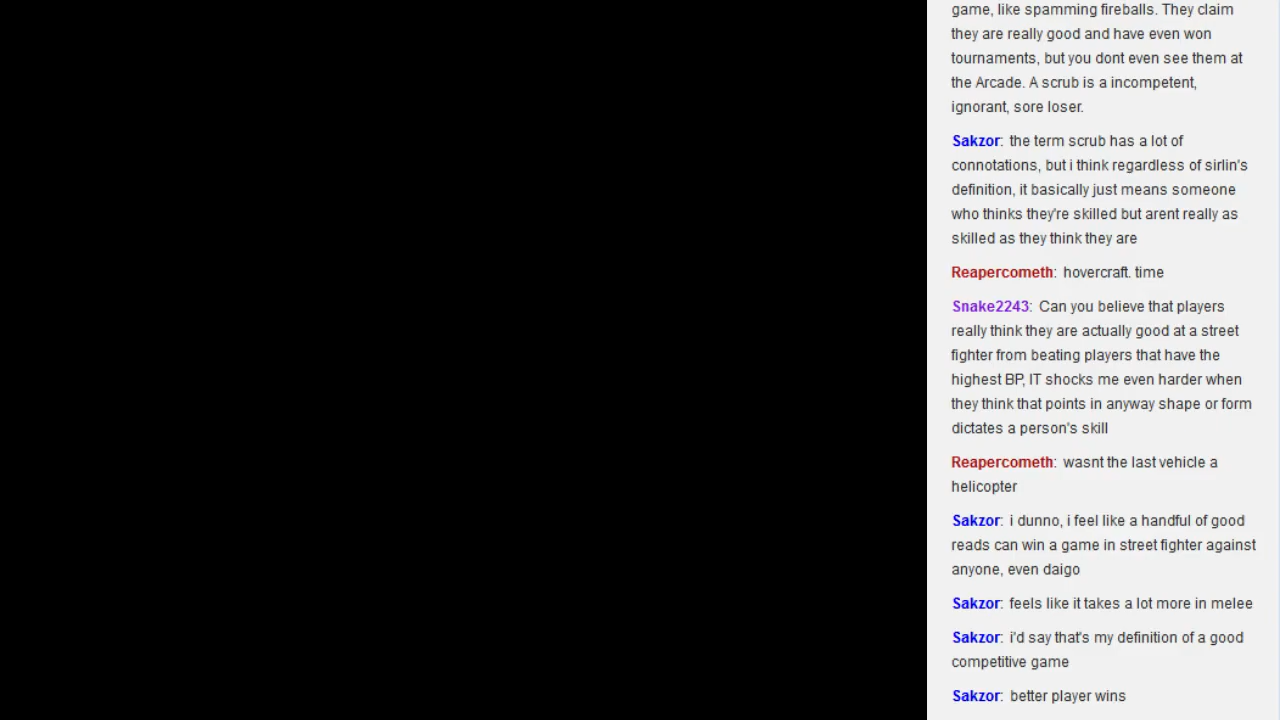 game, like spamming fireballs. They claim
they are really good and have even won
tournaments, but you dont even see them at
the Arcade. A scrub is a incompetent,
ignorant, sore loser.
Sakzor: the term scrub has a lot of
connotations, but i think regardless of sirlin's
definition, it basically just means someone
who thinks they're skilled but arent really as
skilled as they think they are
Reapercometh: hovercraft. time
Snake2243: Can you believe that players
really think they are actually good at a street
fighter from beating players that have the
highest BP, IT shocks me even harder when
they think that points in anyway shape or form
dictates a person's skill
Reapercometh: wasnt the last vehicle a
helicopter
Sakzor: i dunno, i feel like a handful of good
reads can win a game in street fighter against
anyone, even daigo
Sakzor: feels like it takes a lot more in melee
Sakzor: i'd say that's my definition of a good
competitive game
Sakzor: better player wins